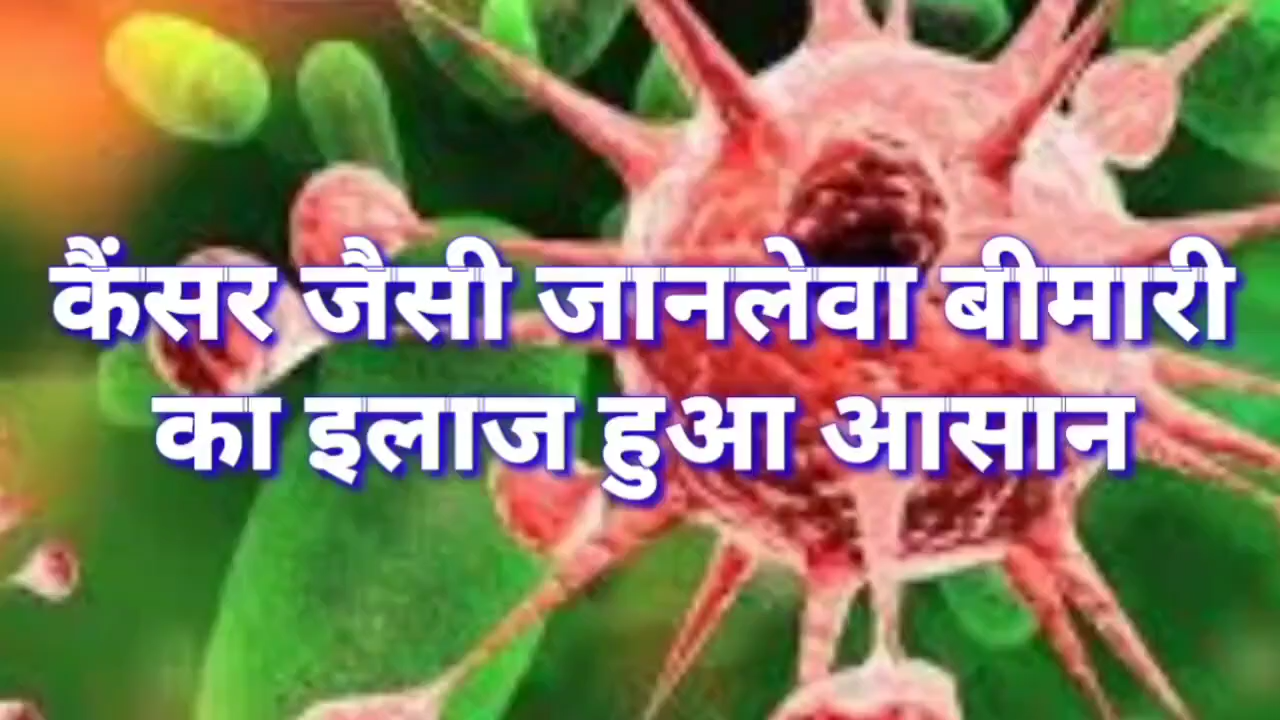 कैंसर जैसी जानलेवा बीमारी
का इलाज हुआ आसान